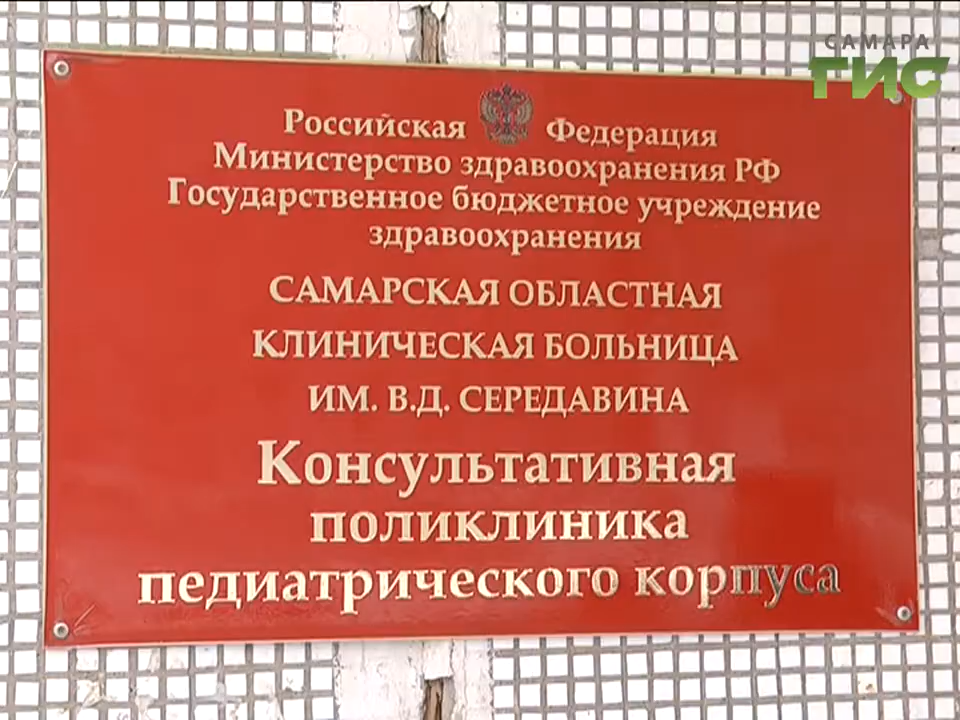 САМАРА
ГИС
Российская Федерация
Министерство здравоохранения РФ
Государственное бюджетное учреждение
здравоохранения
САМАРСКАЯ ОБЛАСТНАЯ
КЛИНИЧЕСКАЯ БОЛЬНИЦА
ИМ. В.Д. СЕРЕДАВИНА
Консультативная
поликлиника
педиатрического корпуса